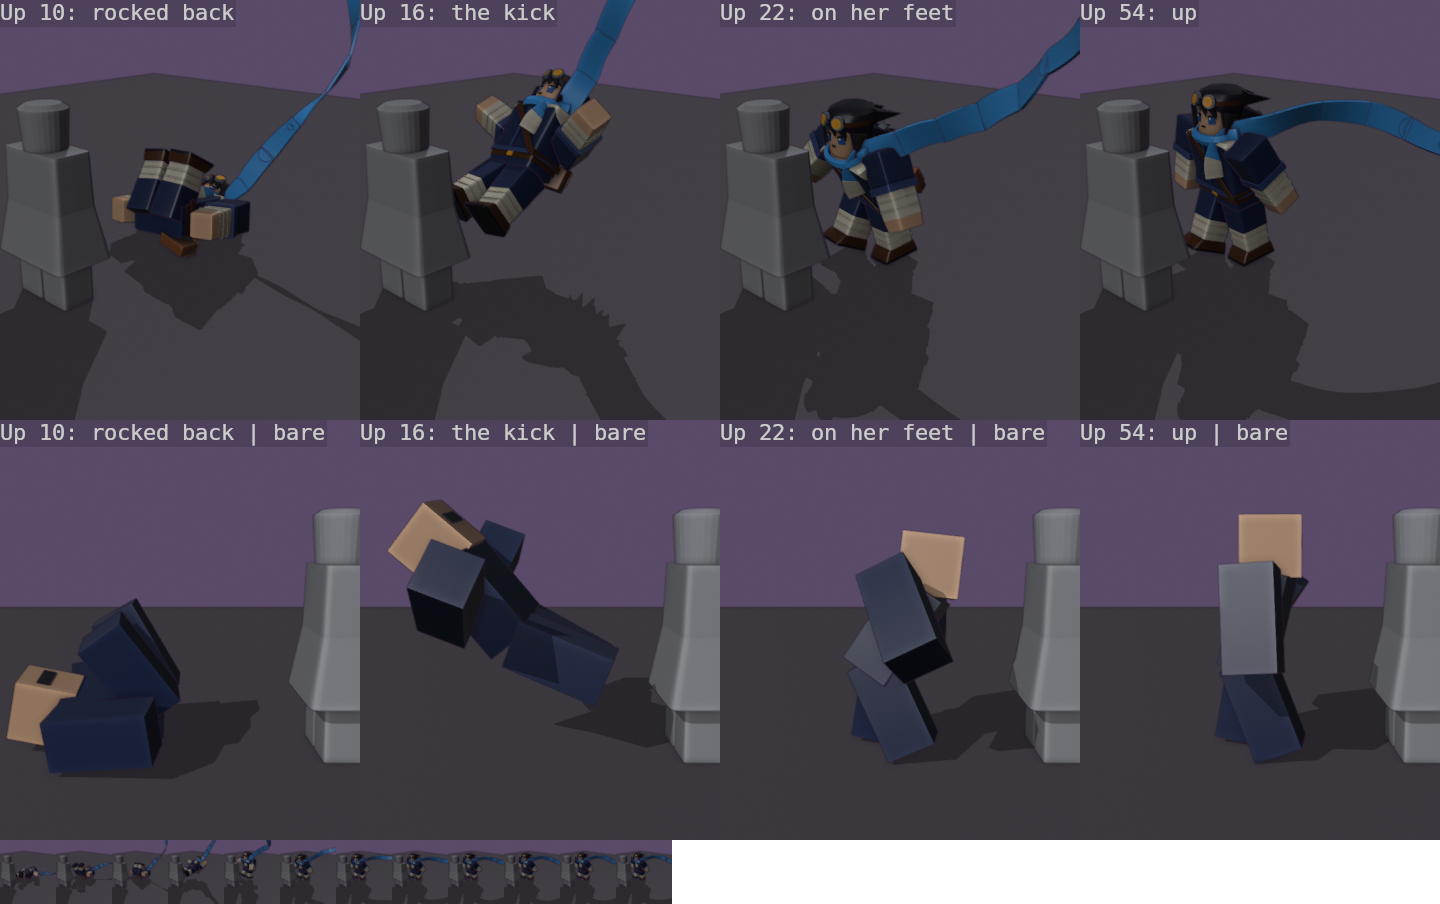 Up 10: rocked back
Up 16: the kick
Up 22: on her feet
Up 54: up
Up 10: rocked back | bare
Up 16: the kick | bare
Up 22: on her feet | bare
Up 54: up | bare